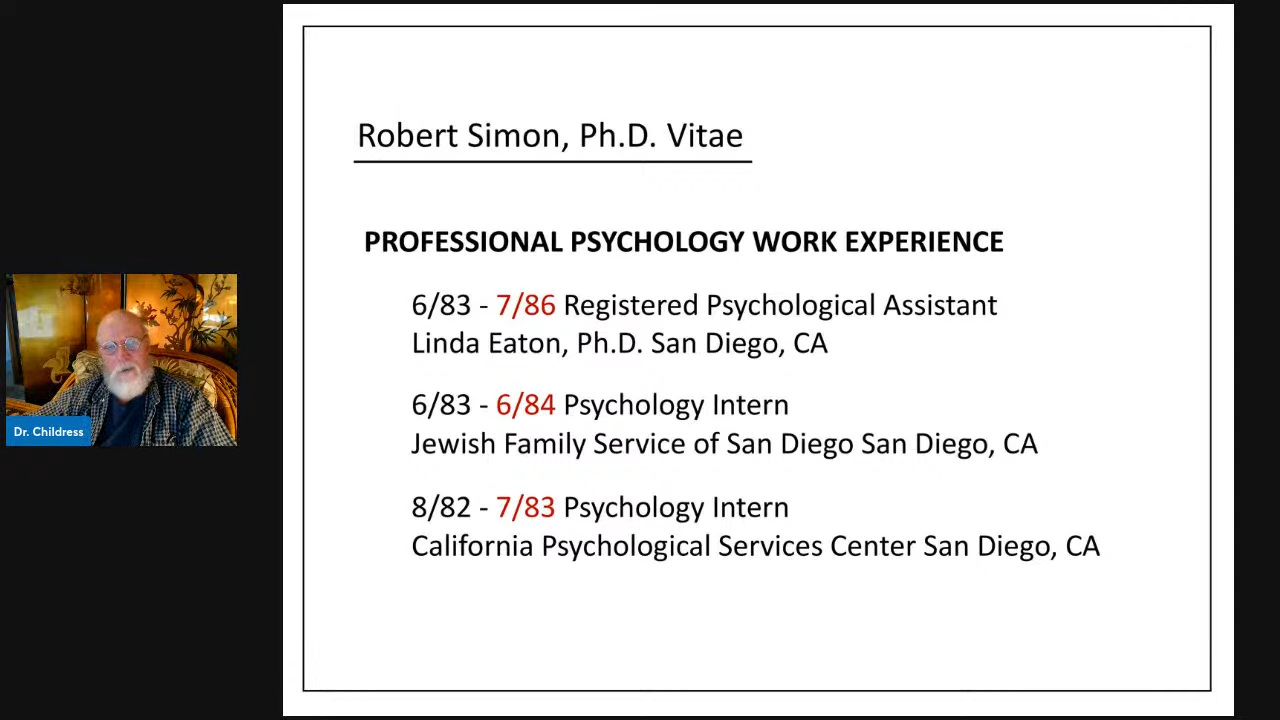 Robert Simon, Ph.D. Vitae
PROFESSIONAL PSYCHOLOGY WORK EXPERIENCE
6/83 - 7/86 Registered Psychological Assistant
Linda Eaton, Ph.D. San Diego, CA
6/83 - 6/84 Psychology Intern
Jewish Family Service of San Diego San Diego, CA
8/82 - 7/83 Psychology Intern
California Psychological Services Center San Diego, CA
Dr. Childress